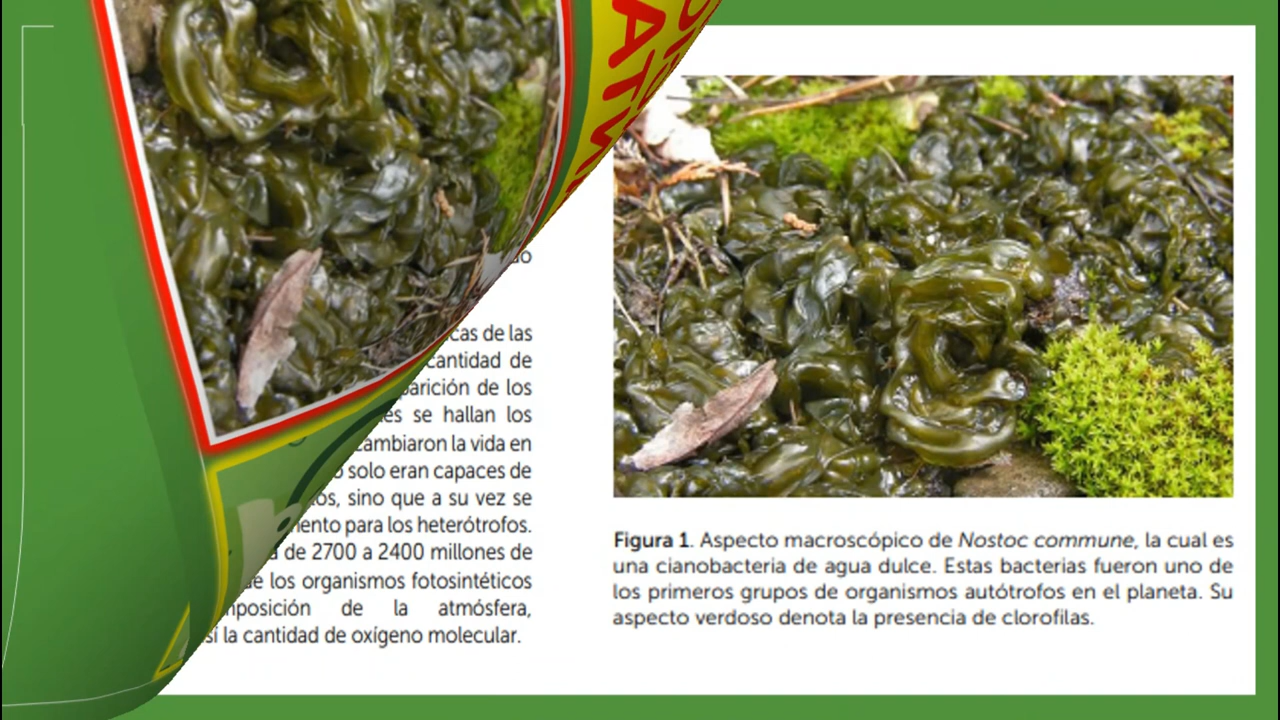 cas de las
cantidad de
parición de los
es se hallan los
cambiaron la vida en
o solo eran capaces de
tos, sino que a su vez se
mento para los heterótrofos.
de 2700 a 2400 millones de
de los organismos fotosintéticos
mposición de la atmósfera,
sí la cantidad de oxígeno molecular.
Figura 1. Aspecto macroscópico de Nostoc commune, la cual es
una cianobacteria de agua dulce. Estas bacterias fueron uno de
los primeros grupos de organismos autótrofos en el planeta. Su
aspecto verdoso denota la presencia de clorofilas.